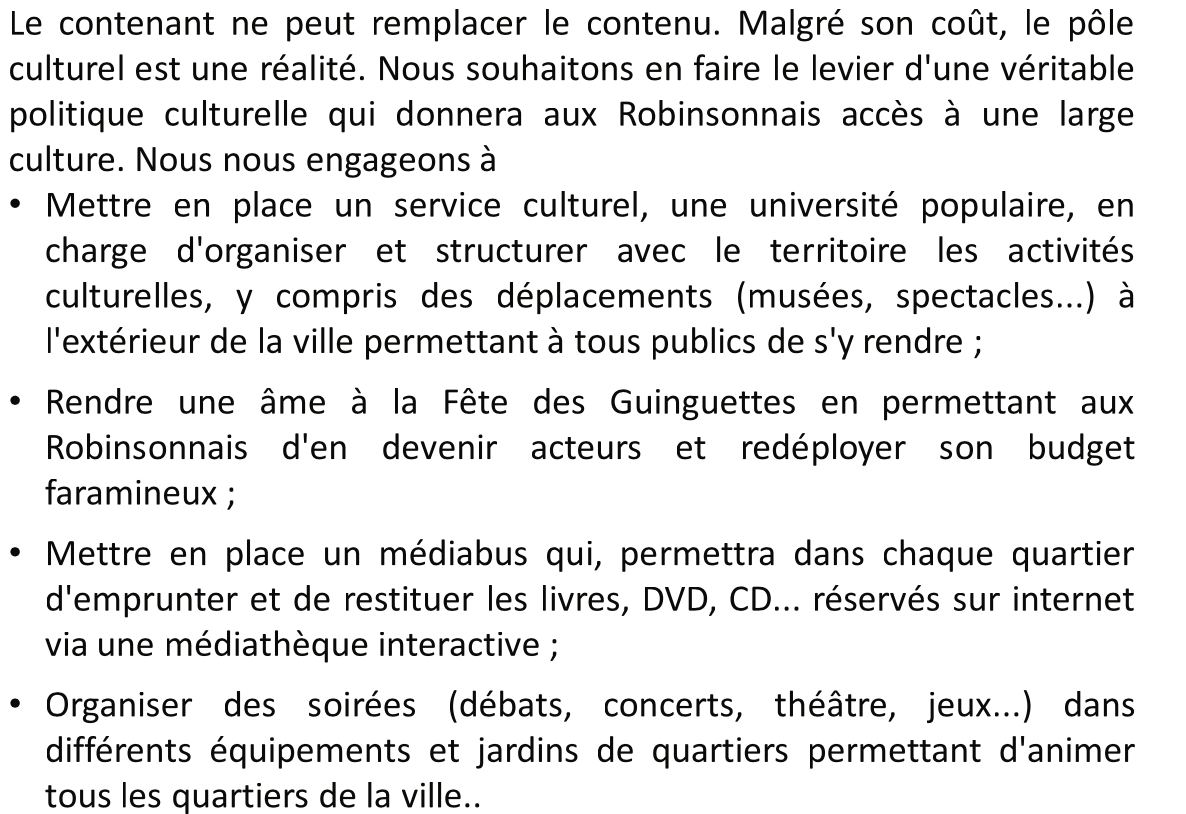 Le contenant ne peut remplacer le contenu. Malgré son coût, le pôle
culturel est une réalité. Nous souhaitons en faire le levier d'une véritable
politique culturelle qui donnera aux Robinsonnais accès à une large
culture. Nous nous engageons à
• Mettre en place un service culturel, une université populaire, en
charge d'organiser et structurer avec le territoire les activités
culturelles, y compris des déplacements (musées, spectacles...) à
l'extérieur de la ville permettant à tous publics de s'y rendre ;
• Rendre une âme à la Fête des Guinguettes en permettant aux
Robinsonnais d'en devenir acteurs et redéployer son budget
faramineux ;
• Mettre en place un médiabus qui, permettra dans chaque quartier
d'emprunter et de restituer les livres, DVD, CD... réservés sur internet
via une médiathèque interactive ;
• Organiser des soirées (débats, concerts, théâtre, jeux...) dans
différents équipements et jardins de quartiers permettant d'animer
tous les quartiers de la ville..